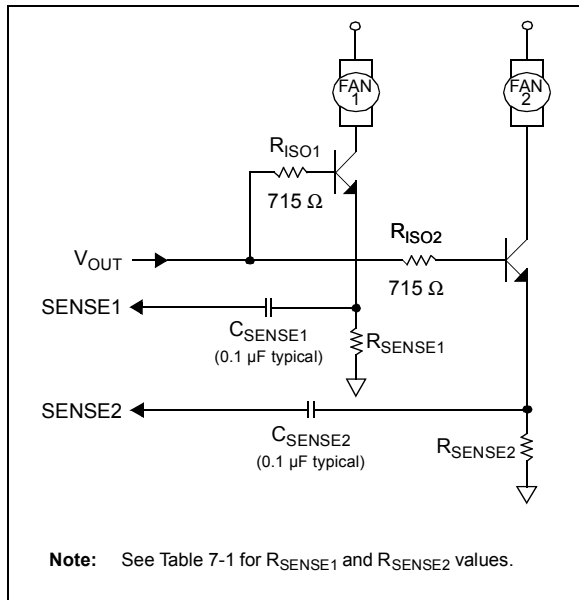 FAN
1
FAN
2
RISO1
715 Ω
RISO2
715 Ω
VOUT
SENSE1
CSENSE1
(0.1 µF typical)
RSENSE1
SENSE2
CSENSE2
(0.1 µF typical)
RSENSE2
Note: See Table 7-1 for RSENSE1 and RSENSE2 values.